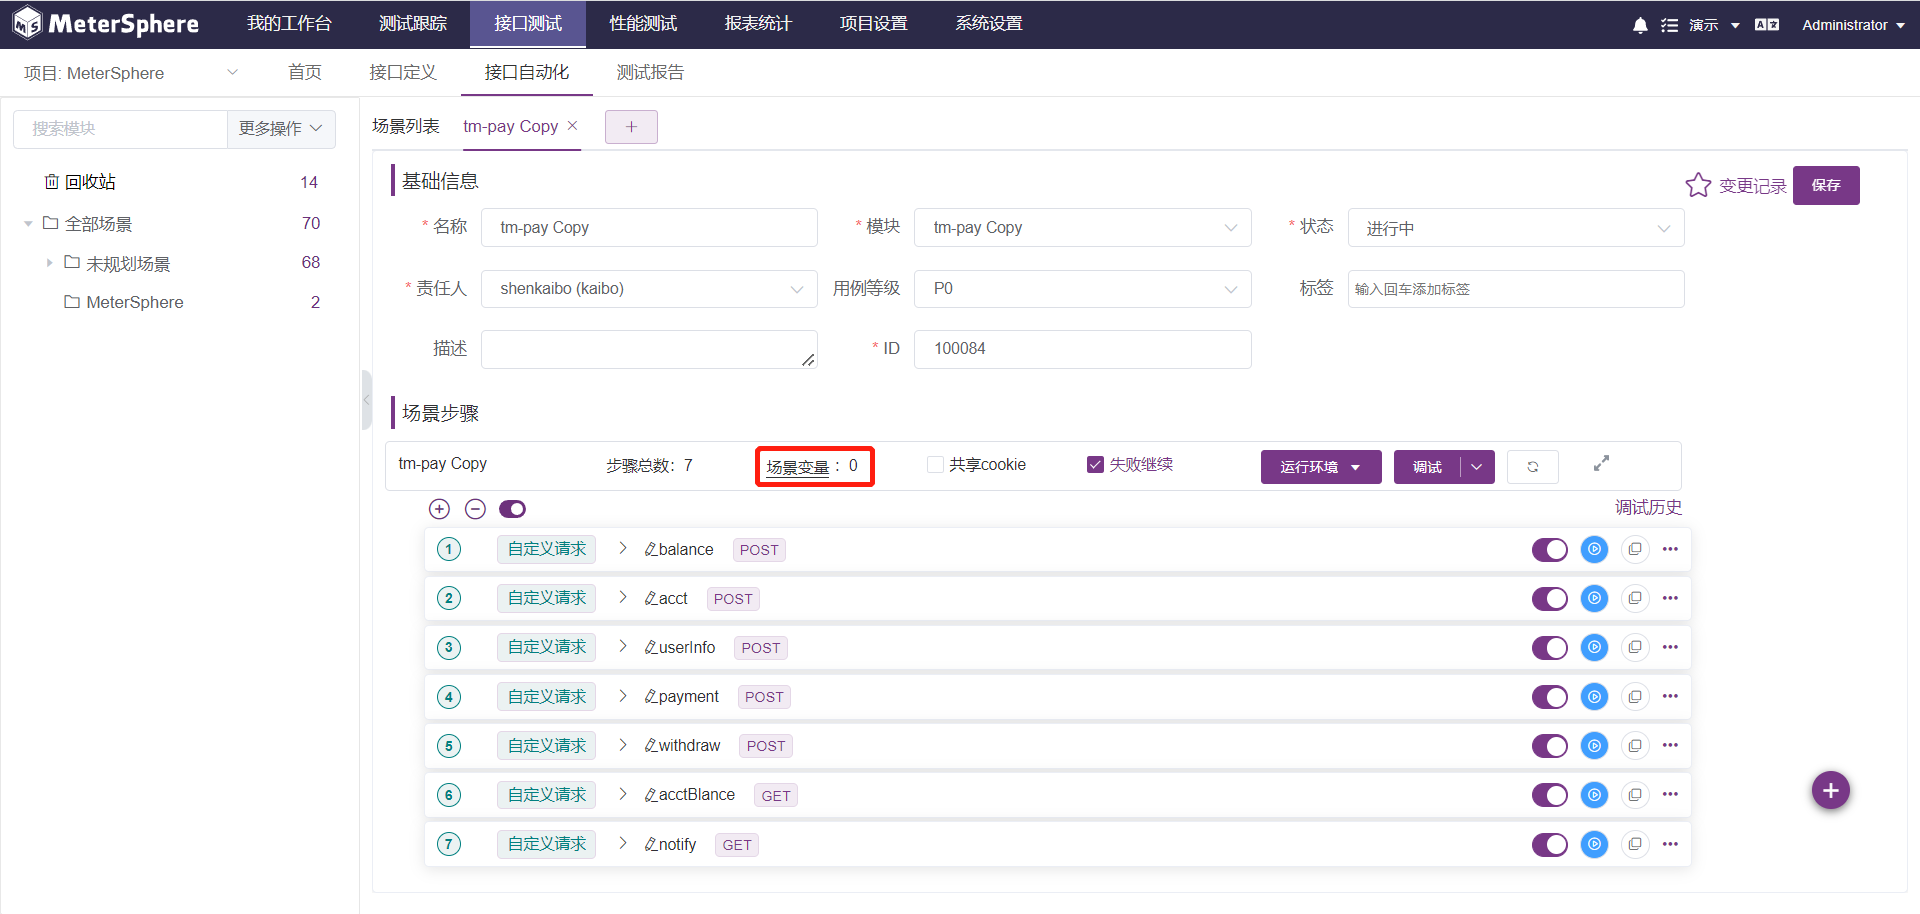 MeterSphere 我的工作台 测试跟踪 接口测试 性能测试 报表统计 项目设置 系统设置 演示 Administrator
项目: MeterSphere 首页 接口定义 接口自动化 测试报告
搜索模块 更多操作 场景列表 tm-pay Copy
回收站 14
全部场景 70
未规划场景 68
MeterSphere 2
基础信息 变更记录 保存
* 名称 tm-pay Copy * 模块 tm-pay Copy * 状态 进行中
* 责任人 shenkaibo (kaibo) 用例等级 P0 标签 输入回车添加标签
描述 * ID 100084
场景步骤
tm-pay Copy 步骤总数: 7 场景变量 : 0 共享cookie 失败继续 运行环境 调试
调试历史
1 自定义请求 balance POST
2 自定义请求 acct POST
3 自定义请求 userInfo POST
4 自定义请求 payment POST
5 自定义请求 withdraw POST
6 自定义请求 acctBlance GET
7 自定义请求 notify GET